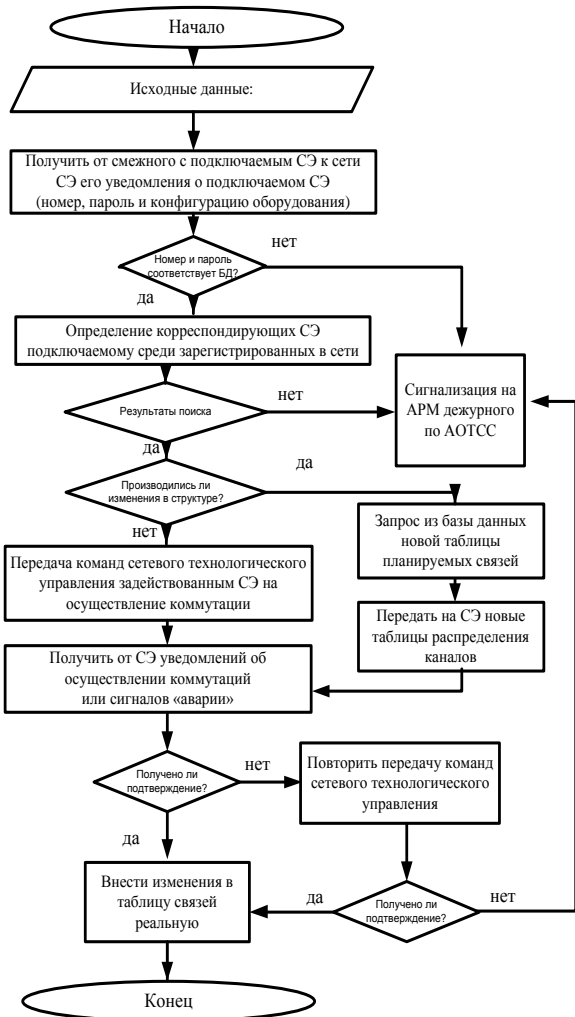 Начало
Исходные данные:
Получить от смежного с подключаемым СЭ к сети
СЭ его уведомления о подключаемом СЭ
(номер, пароль и конфигурацию оборудования)
нет
Номер и пароль
соответствует БД?
да
Определение корреспондирующих СЭ
подключаемому среди зарегистрированных в сети
Сигнализация на
АРМ дежурного
по АОТСС
нет
Результаты поиска
да
да
Производились ли
изменения в структуре?
нет
Запрос из базы данных
новой таблицы
планируемых связей
Передача команд сетевого технологического
управления задействованным СЭ на
осуществление коммутации
Передать на СЭ новые
таблицы распределения
каналов
Получить от СЭ уведомлений об
осуществлении коммутаций
или сигналов «аварии»
Получено ли
подтверждение?
нет
Повторить передачу команд
сетевого технологического
управления
да
Внести изменения в
таблицу связей
реальную
да
Получено ли
подтверждение?
нет
Конец